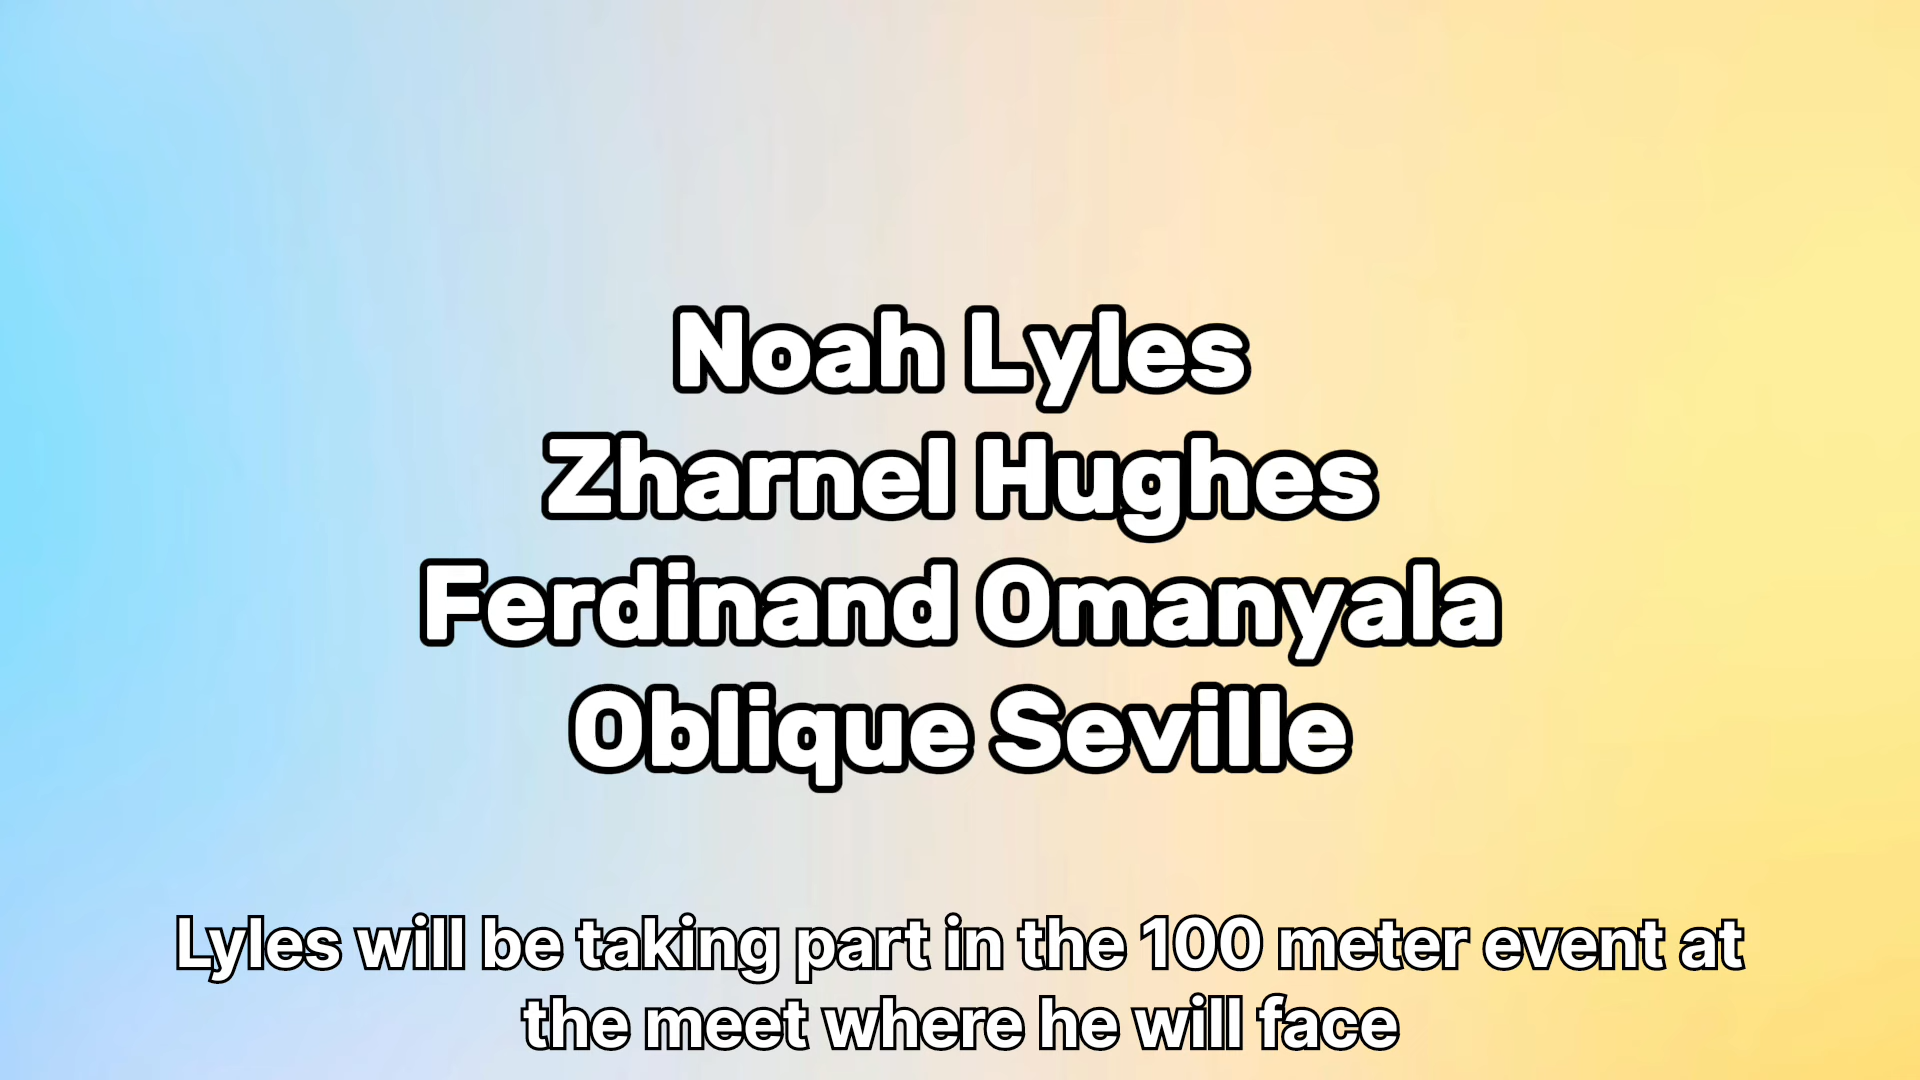 Noah Lyles
Zharnel Hughes
Ferdinand Omanyala
Oblique Seville
Lyles will be taking part in the 100 meter event at
the meet where he will face